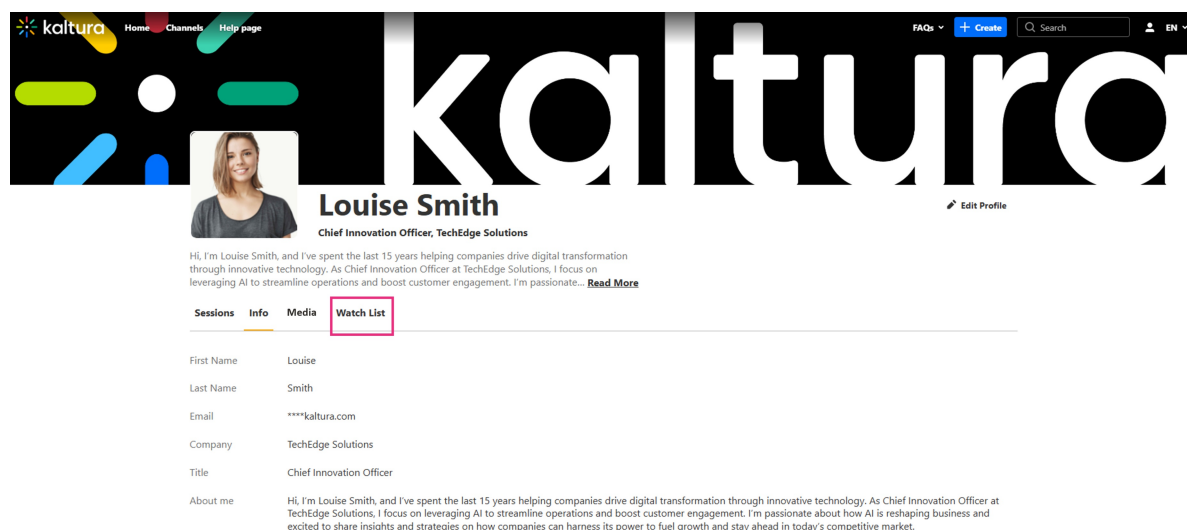 kaltura Home Channels Help page FAQs + Create Search EN
kaltura
Louise Smith
Edit Profile
Chief Innovation Officer, TechEdge Solutions
Hi, I'm Louise Smith, and I've spent the last 15 years helping companies drive digital transformation
through innovative technology. As Chief Innovation Officer at TechEdge Solutions, I focus on
leveraging AI to streamline operations and boost customer engagement. I'm passionate... Read More
Sessions Info Media Watch List
First Name Louise
Last Name Smith
Email ****kaltura.com
Company TechEdge Solutions
Title Chief Innovation Officer
About me Hi, I'm Louise Smith, and I've spent the last 15 years helping companies drive digital transformation through innovative technology. As Chief Innovation Officer at
TechEdge Solutions, I focus on leveraging AI to streamline operations and boost customer engagement. I'm passionate about how AI is reshaping business and
excited to share insights and strategies on how companies can harness its power to fuel growth and stay ahead in today's competitive market.